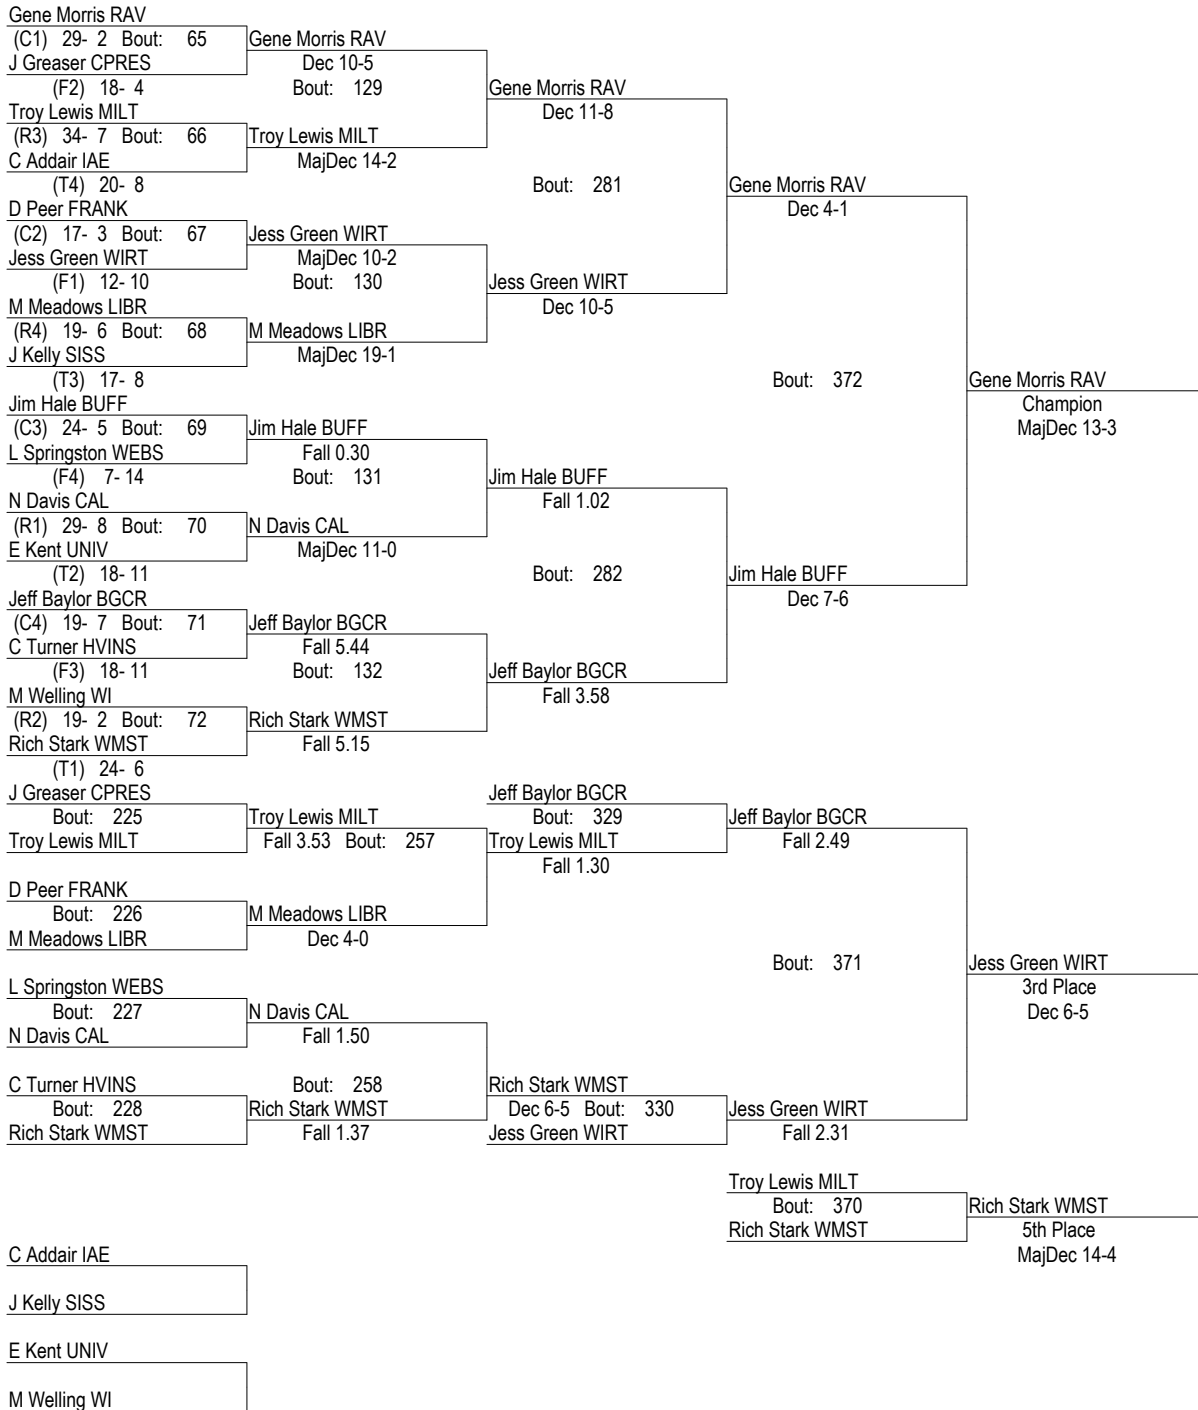 Gene Morris RAV
(C1) 29- 2 Bout: 65 Gene Morris RAV
J Greaser CPRES Dec 10-5
(F2) 18- 4 Bout: 129 Gene Morris RAV
Troy Lewis MILT Dec 11-8
(R3) 34- 7 Bout: 66 Troy Lewis MILT
C Addair IAE MajDec 14-2
(T4) 20- 8 Bout: 281 Gene Morris RAV
D Peer FRANK Dec 4-1
(C2) 17- 3 Bout: 67 Jess Green WIRT
Jess Green WIRT MajDec 10-2
(F1) 12- 10 Bout: 130 Jess Green WIRT
M Meadows LIBR Dec 10-5
(R4) 19- 6 Bout: 68 M Meadows LIBR
J Kelly SISS MajDec 19-1
(T3) 17- 8 Bout: 372 Gene Morris RAV
Jim Hale BUFF Champion
(C3) 24- 5 Bout: 69 Jim Hale BUFF MajDec 13-3
L Springston WEBS Fall 0.30
(F4) 7- 14 Bout: 131 Jim Hale BUFF
N Davis CAL Fall 1.02
(R1) 29- 8 Bout: 70 N Davis CAL
E Kent UNIV MajDec 11-0
(T2) 18- 11 Bout: 282 Jim Hale BUFF
Jeff Baylor BGCR Dec 7-6
(C4) 19- 7 Bout: 71 Jeff Baylor BGCR
C Turner HVINS Fall 5.44
(F3) 18- 11 Bout: 132 Jeff Baylor BGCR
M Welling WI Fall 3.58
(R2) 19- 2 Bout: 72 Rich Stark WMST
Rich Stark WMST Fall 5.15
(T1) 24- 6
J Greaser CPRES Jeff Baylor BGCR
Bout: 225 Troy Lewis MILT Bout: 329 Jeff Baylor BGCR
Troy Lewis MILT Fall 3.53 Bout: 257 Troy Lewis MILT Fall 2.49
Fall 1.30
D Peer FRANK
Bout: 226 M Meadows LIBR
M Meadows LIBR Dec 4-0
Bout: 371 Jess Green WIRT
L Springston WEBS 3rd Place
Bout: 227 N Davis CAL Dec 6-5
N Davis CAL Fall 1.50
C Turner HVINS Bout: 258 Rich Stark WMST
Bout: 228 Rich Stark WMST Dec 6-5 Bout: 330 Jess Green WIRT
Rich Stark WMST Fall 1.37 Jess Green WIRT Fall 2.31
Troy Lewis MILT
Bout: 370 Rich Stark WMST
Rich Stark WMST 5th Place
C Addair IAE MajDec 14-4
J Kelly SISS
E Kent UNIV
M Welling WI